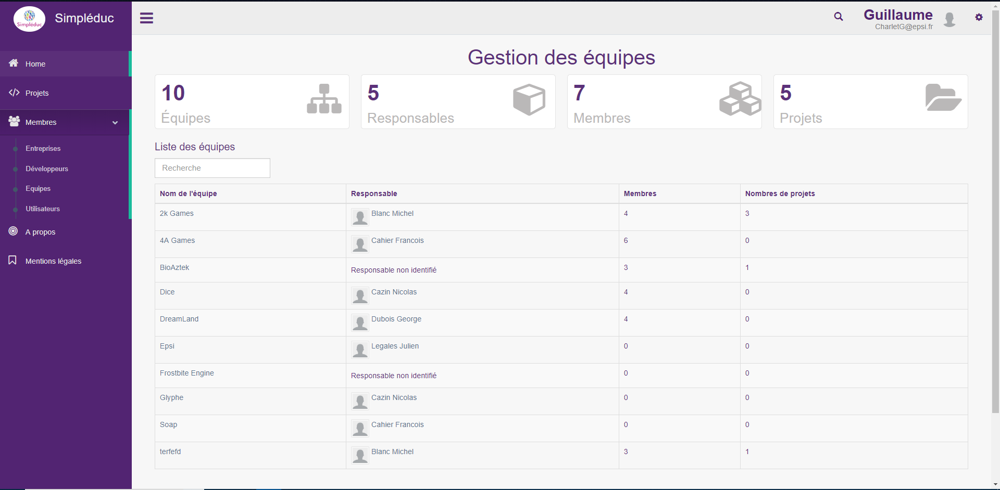 Simpléduc
Simpléduc
Guillaume
CharletG@epsi.fr
Home
Projets
Membres
Entreprises
Développeurs
Equipes
Utilisateurs
A propos
Mentions légales
Gestion des équipes
10
Équipes
5
Responsables
7
Membres
5
Projets
Liste des équipes
Recherche
Nom de l'équipe Responsable Membres Nombres de projets
2k Games Blanc Michel 4 3
4A Games Cahier Francois 6 0
BioAztek Responsable non identifié 3 1
Dice Cazin Nicolas 4 0
DreamLand Dubois George 4 0
Epsi Legales Julien 0 0
Frostbite Engine Responsable non identifié 0 0
Glyphe Cazin Nicolas 0 0
Soap Cahier Francois 0 0
terfefd Blanc Michel 3 1